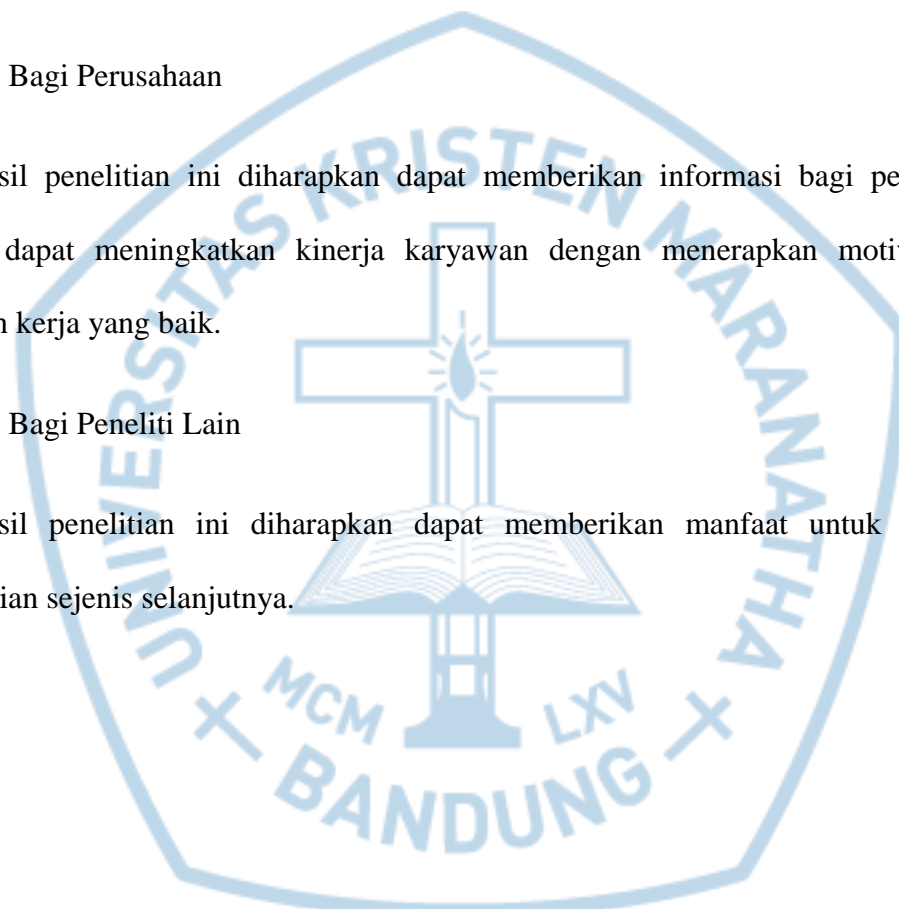 Bagi Perusahaan
sil penelitian ini diharapkan dapat memberikan informasi bagi pe
dapat meningkatkan kinerja karyawan dengan menerapkan motiv
n kerja yang baik.
Bagi Peneliti Lain
sil penelitian ini diharapkan dapat memberikan manfaat untuk
ian sejenis selanjutnya.
UNIVERSITAS KRISTEN MARANATHA
MCM LXV
BANDUNG